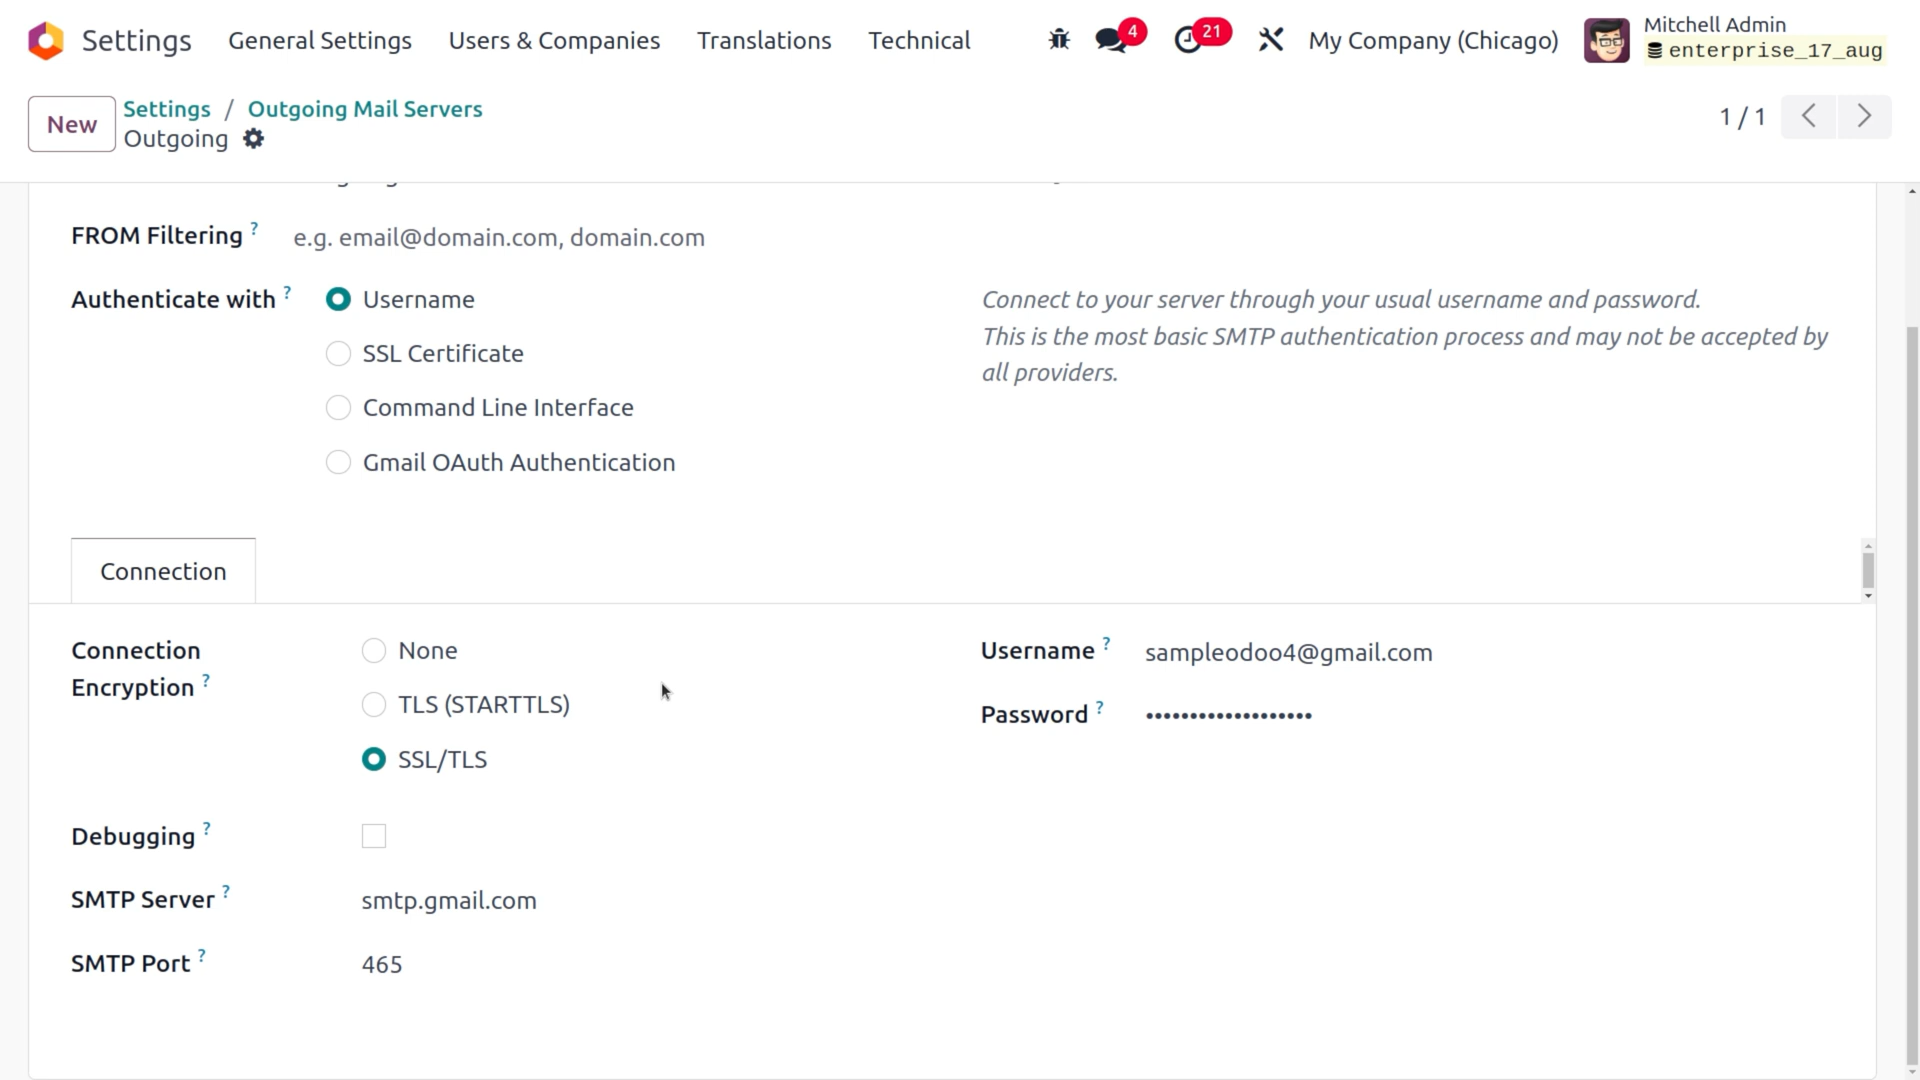 Settings General Settings Users & Companies Translations Technical 4 21 My Company (Chicago) Mitchell Admin
enterprise_17_aug
New Settings / Outgoing Mail Servers
Outgoing
1 / 1
FROM Filtering ? e.g. email@domain.com, domain.com
Authenticate with ? Username
SSL Certificate
Command Line Interface
Gmail OAuth Authentication
Connect to your server through your usual username and password.
This is the most basic SMTP authentication process and may not be accepted by
all providers.
Connection
Connection
Encryption ?
None
TLS (STARTTLS)
SSL/TLS
Debugging ?
SMTP Server ? smtp.gmail.com
SMTP Port ? 465
Username ? sampleodoo4@gmail.com
Password ? •••••••••••••••••••